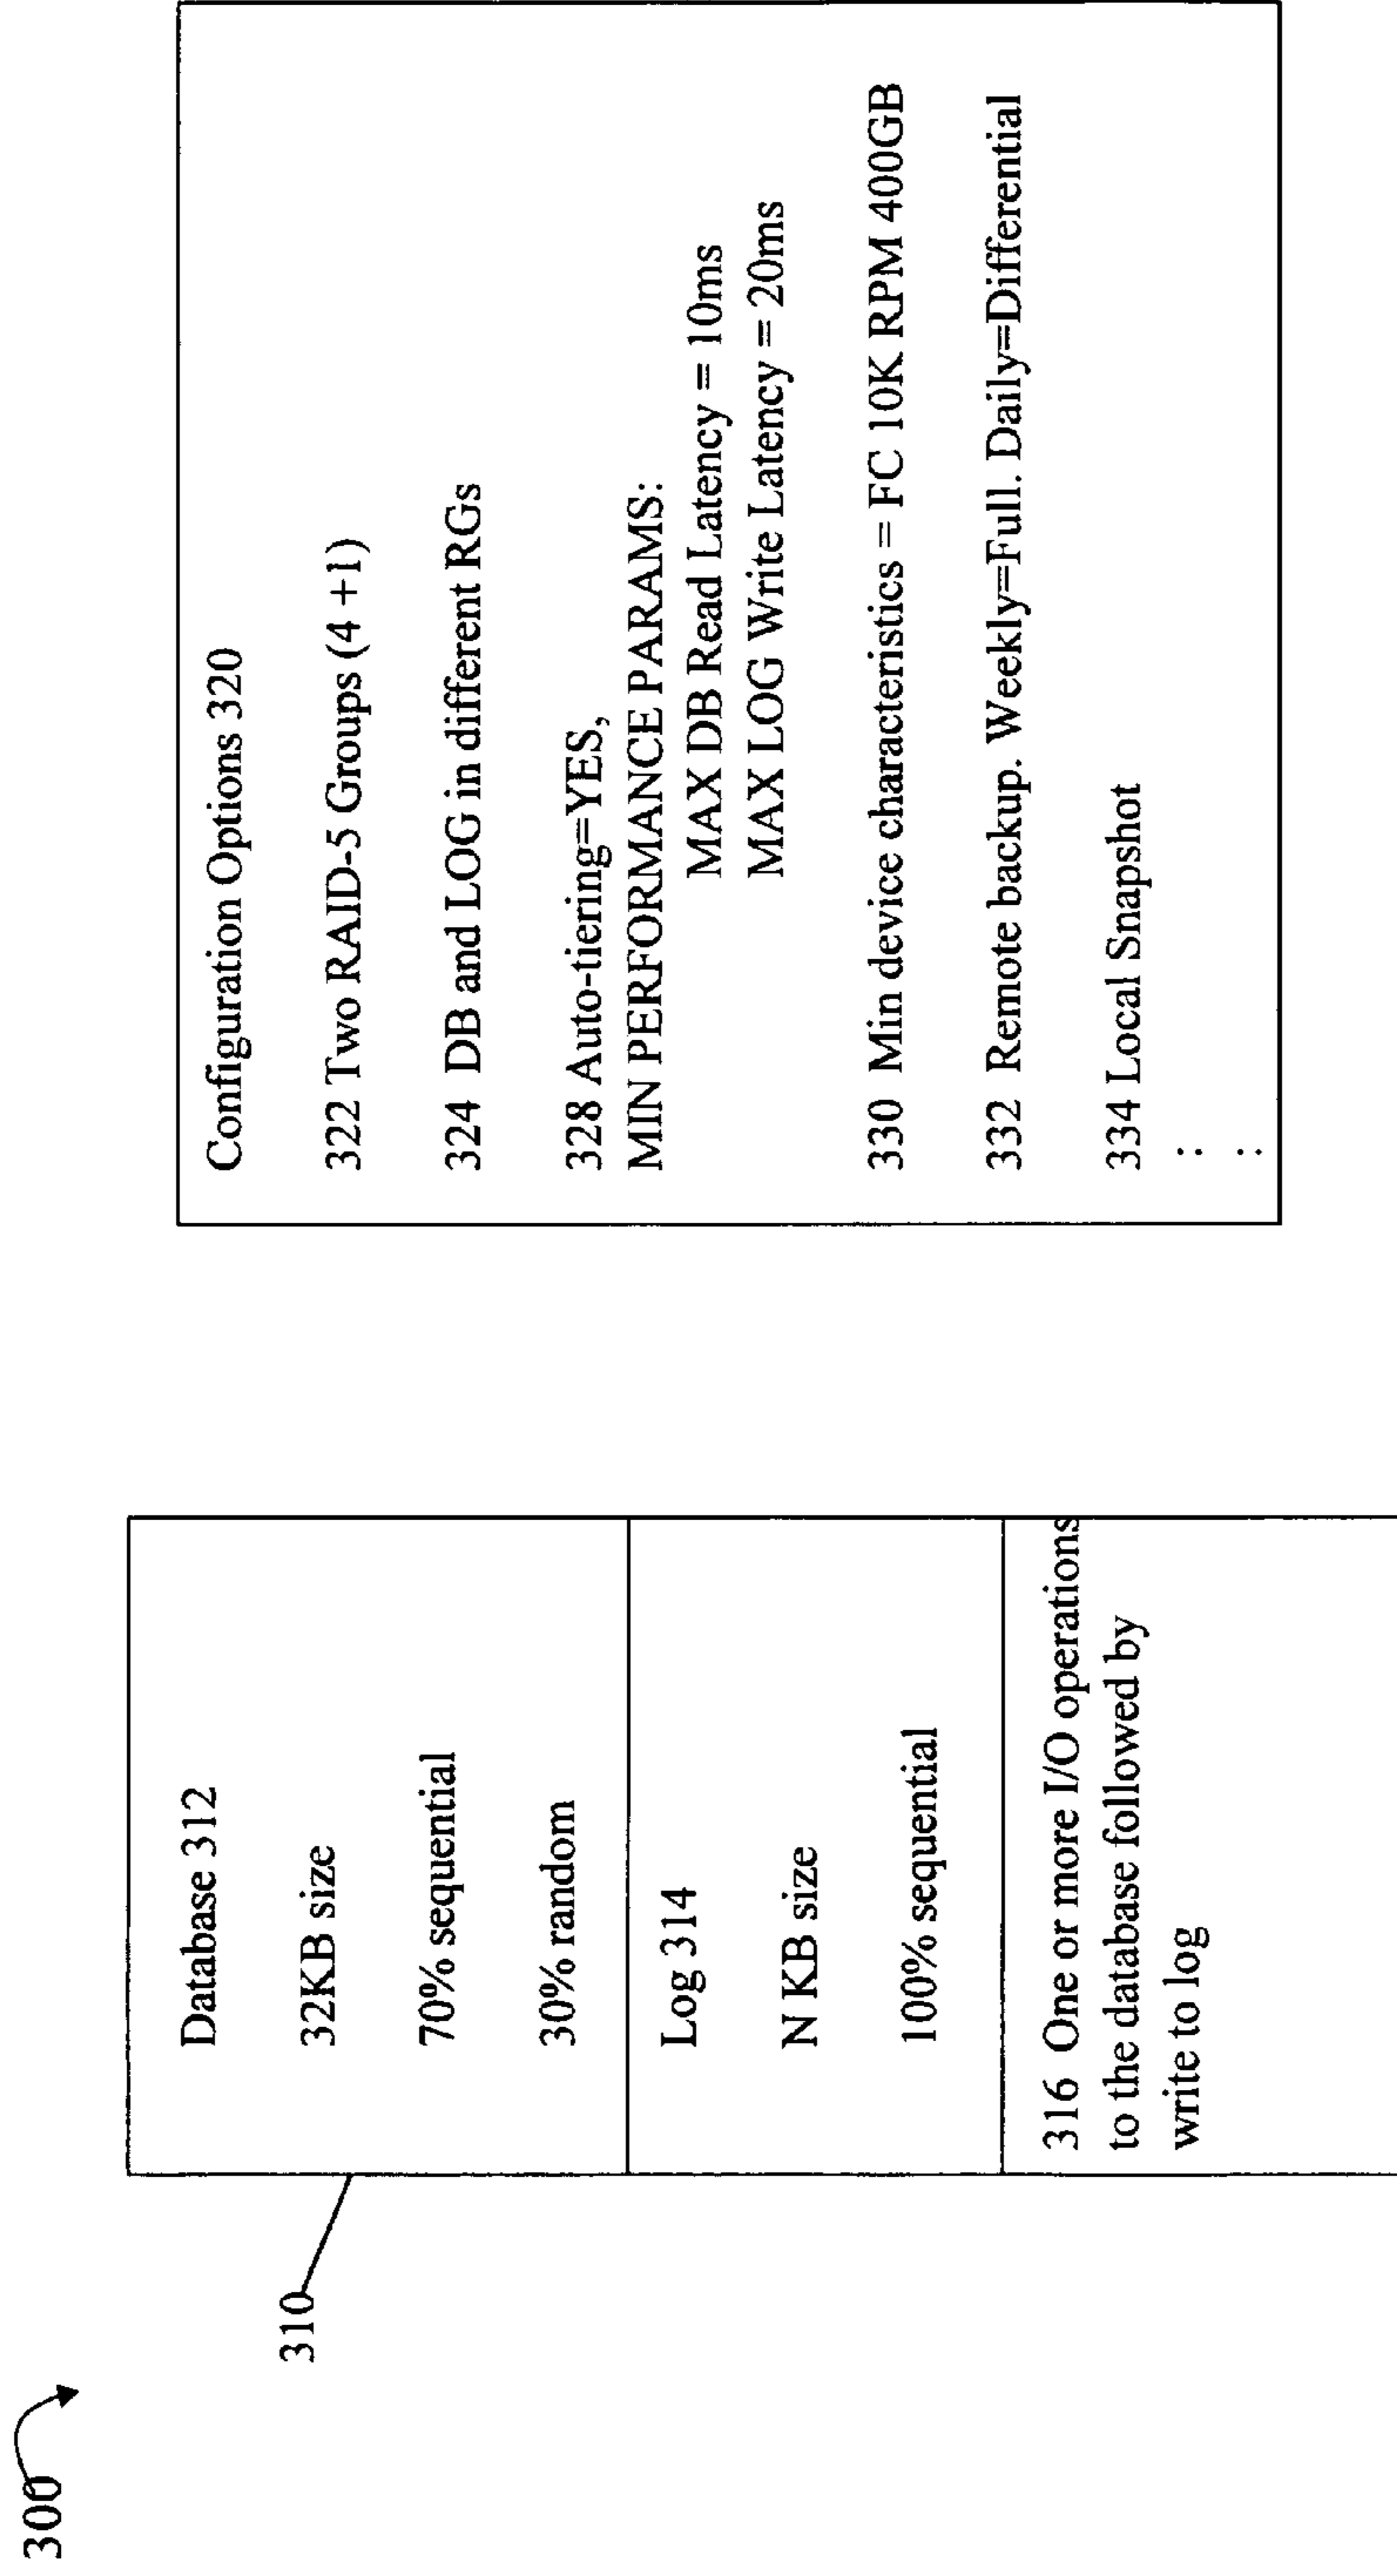 300
310
Database 312
32KB size
70% sequential
30% random
Log 314
N KB size
100% sequential
316 One or more I/O operations
to the database followed by
write to log
Configuration Options 320
322 Two RAID-5 Groups (4 +1)
324 DB and LOG in different RGs
328 Auto-tiering=YES,
MIN PERFORMANCE PARAMS:
MAX DB Read Latency = 10ms
MAX LOG Write Latency = 20ms
330 Min device characteristics = FC 10K RPM 400GB
332 Remote backup. Weekly=Full. Daily=Differential
334 Local Snapshot
:
: